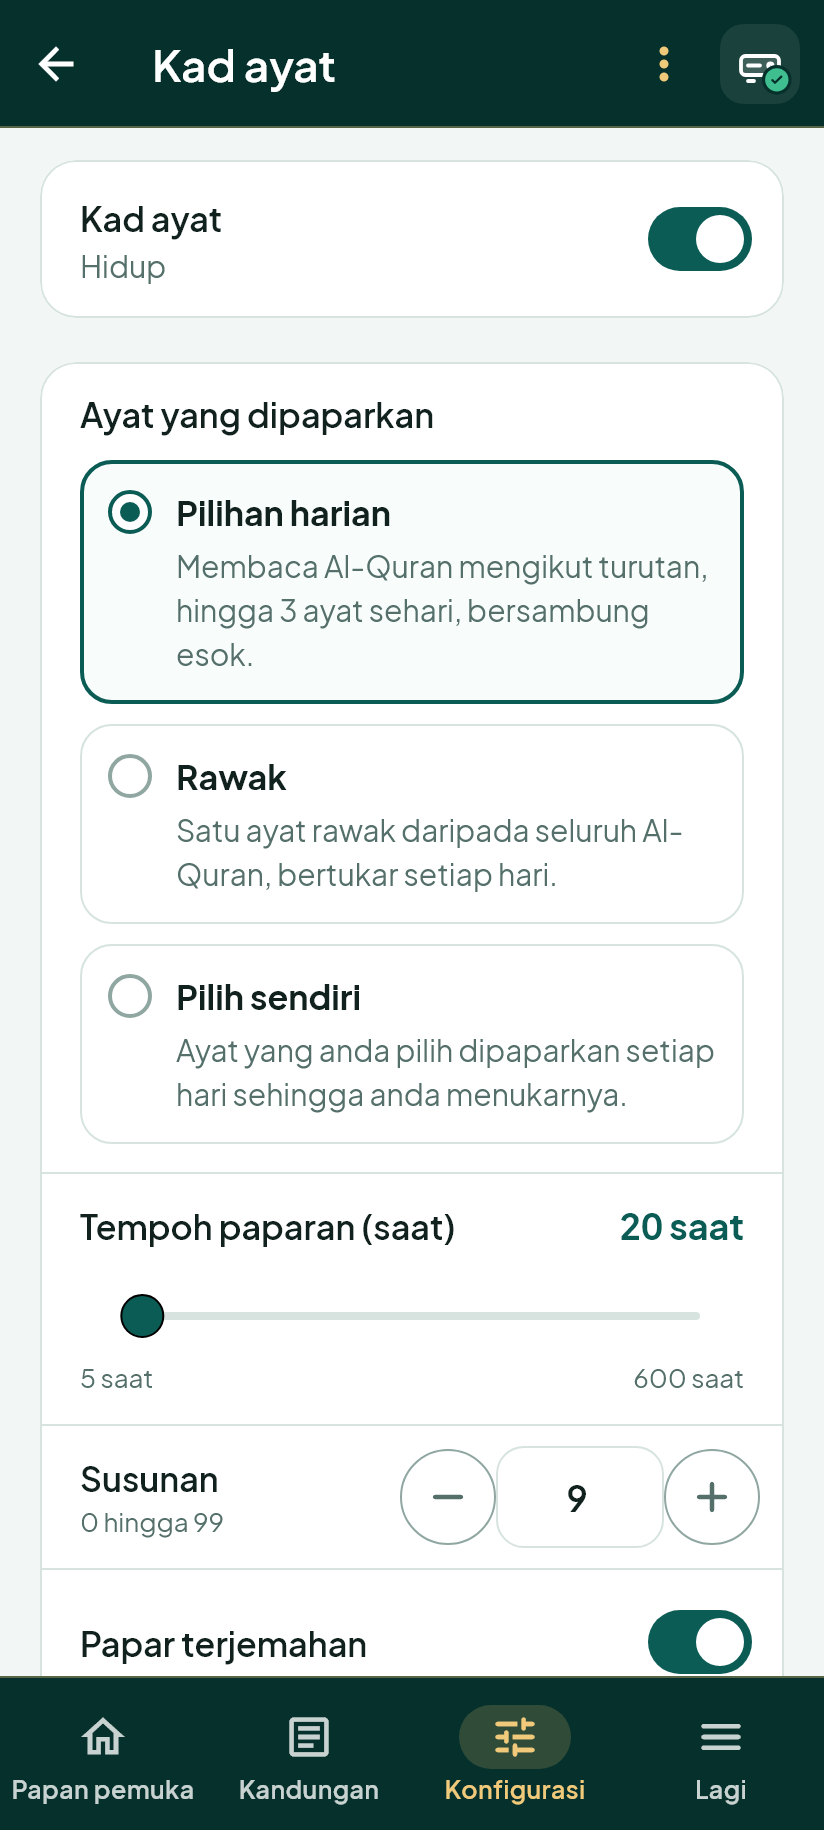 Kad ayat
Kad ayat
Hidup
Ayat yang dipaparkan
Pilihan harian
Membaca Al-Quran mengikut turutan,
hingga 3 ayat sehari, bersambung
esok.
Rawak
Satu ayat rawak daripada seluruh Al-
Quran, bertukar setiap hari.
Pilih sendiri
Ayat yang anda pilih dipaparkan setiap
hari sehingga anda menukarnya.
Tempoh paparan (saat)
20 saat
5 saat
600 saat
Susunan
0 hingga 99
9
Papar terjemahan
Papan pemuka
Kandungan
Konfigurasi
Lagi